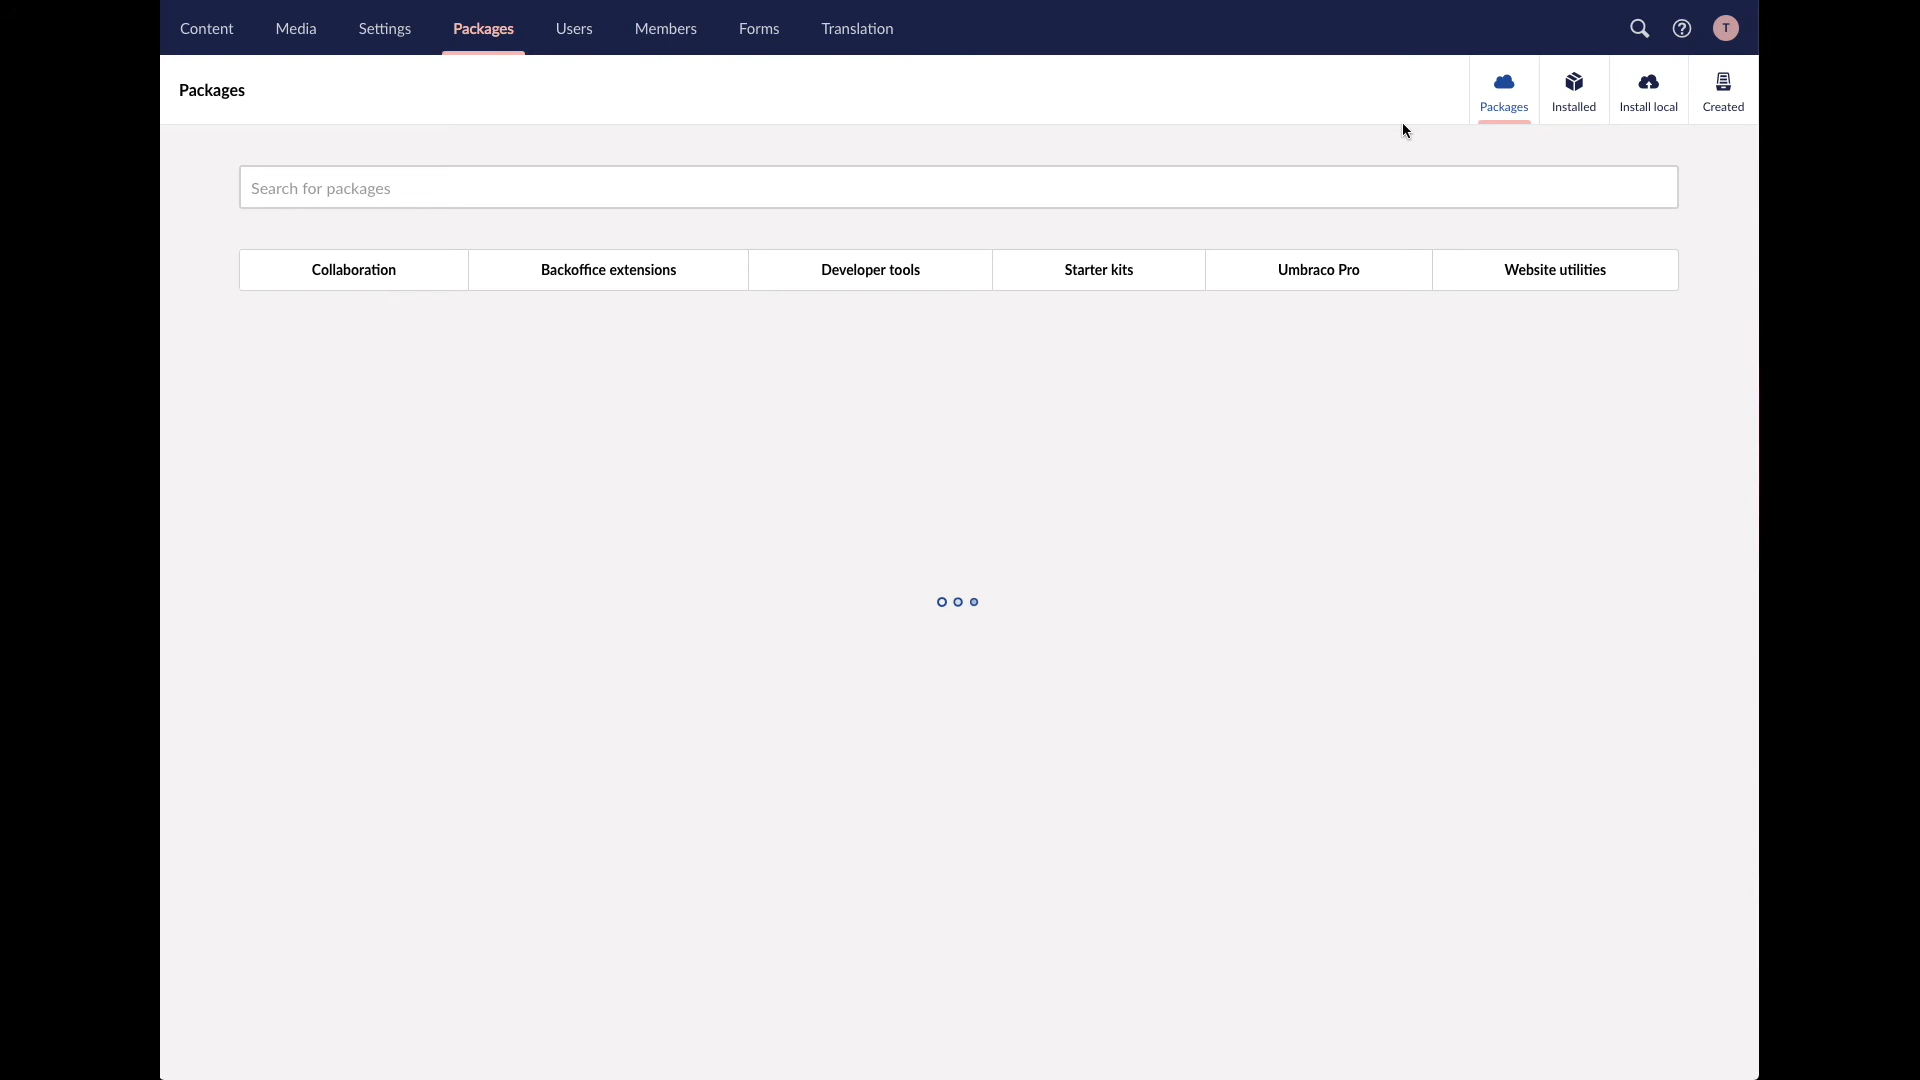 Content Media Settings Packages Users Members Forms Translation
T
Packages
Packages Installed Install local Created
Search for packages
Collaboration Backoffice extensions Developer tools Starter kits Umbraco Pro Website utilities